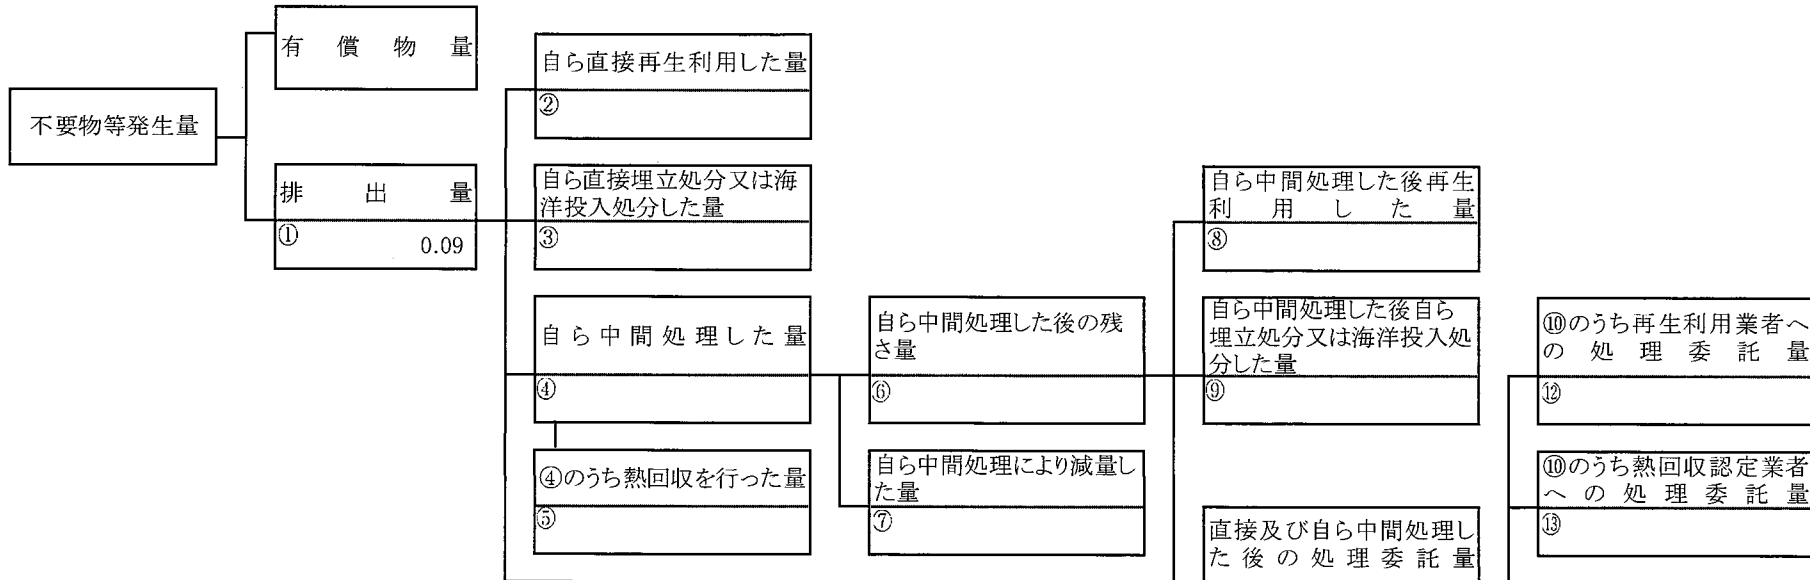 有償物量
不要物等発生量
排出量
①
0.09
自ら直接再生利用した量
②
自ら直接埋立処分又は海
洋投入処分した量
③
自ら中間処理した量
④
④のうち熱回収を行った量
⑤
自ら中間処理した後の残
さ量
⑥
自ら中間処理により減量し
た量
⑦
自ら中間処理した後再生
利用した量
⑧
自ら中間処理した後自ら
埋立処分又は海洋投入処
分した量
⑨
直接及び自ら中間処理し
た後の処理委託量
⑩のうち再生利用業者へ
の処理委託量
⑫
⑩のうち熱回収認定業者
への処理委託量
⑬